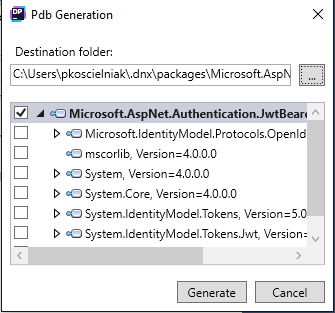 DP Pdb Generation
Destination folder:
C:\Users\pkoscielniak\.dnx\packages\Microsoft.AspN ...
Microsoft.AspNet.Authentication.JwtBeare
Microsoft.IdentityModel.Protocols.OpenId
mscorlib, Version=4.0.0.0
System, Version=4.0.0.0
System.Core, Version=4.0.0.0
System.IdentityModel.Tokens, Version=5.0
System.IdentityModel.Tokens.Jwt, Version=
Generate Cancel